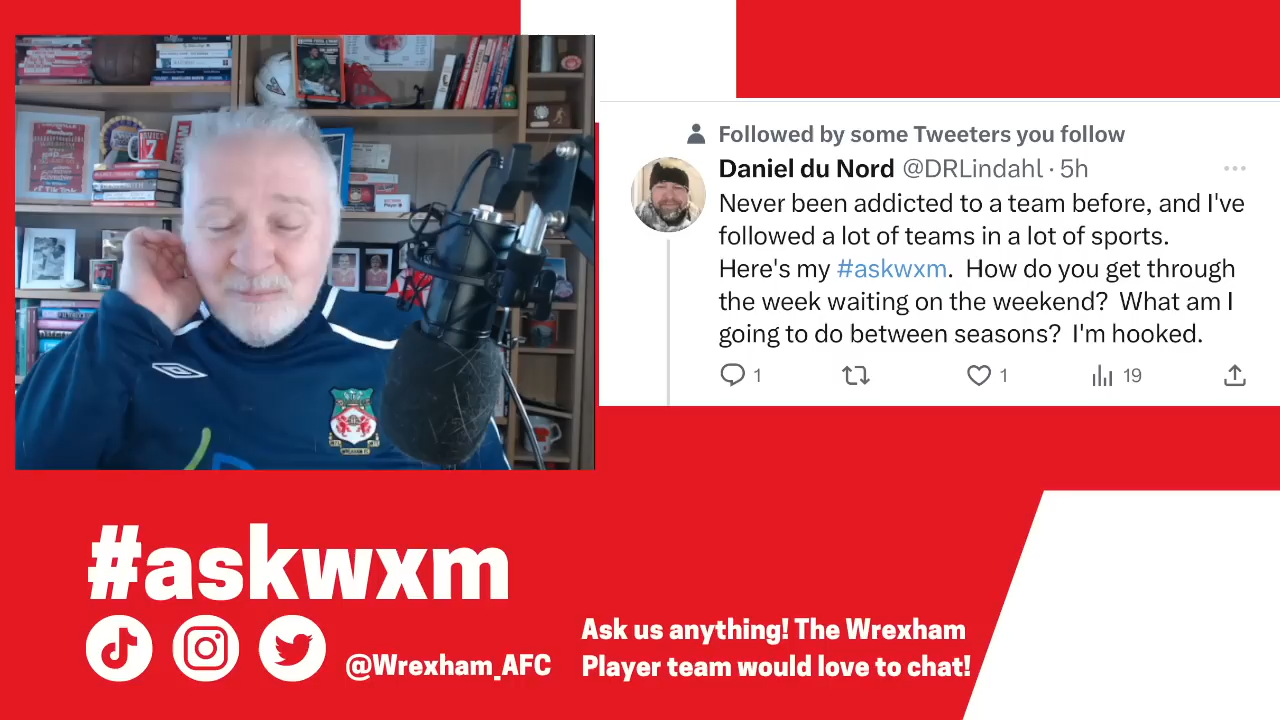 Followed by some Tweeters you follow
Daniel du Nord @DRLindahl · 5h
Never been addicted to a team before, and I've
followed a lot of teams in a lot of sports.
Here's my #askwxm. How do you get through
the week waiting on the weekend? What am I
going to do between seasons? I'm hooked.
1
1
19
DAVIES
7
#askwxm
@Wrexham_AFC
Ask us anything! The Wrexham
Player team would love to chat!